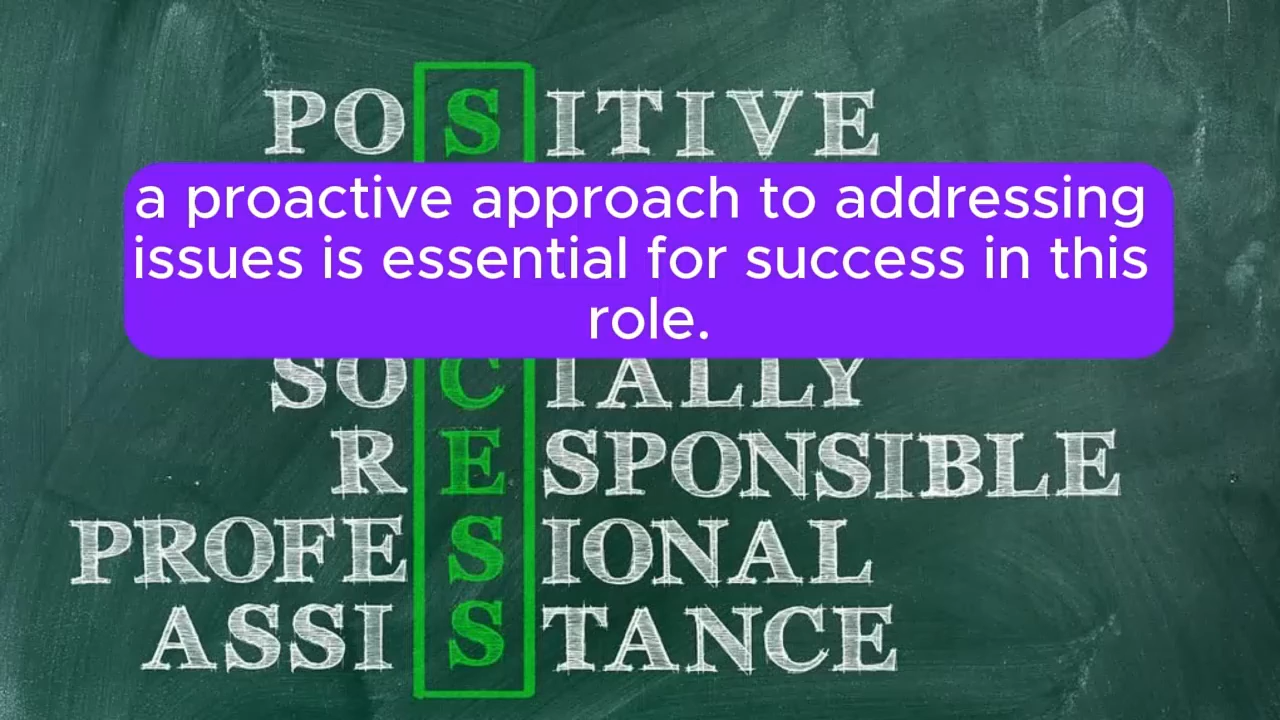 POSITIVE
a proactive approach to addressing
issues is essential for success in this
role.
SOCIALLY
RESPONSIBLE
PROFESSIONAL
ASSISTANCE